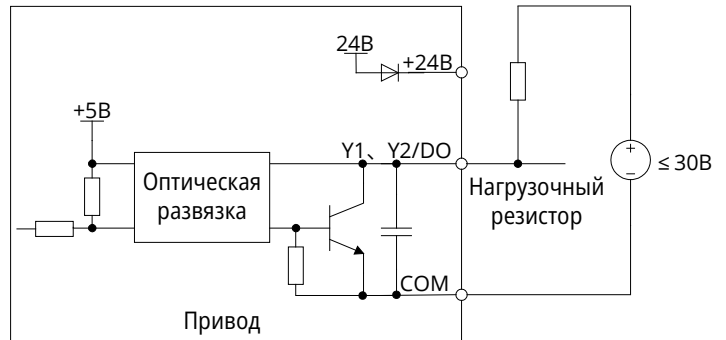 24В
+24В
+5В
Y1、Y2/DO
Оптическая
развязка
Нагрузочный
резистор
+
−
≤ 30В
COM
Привод